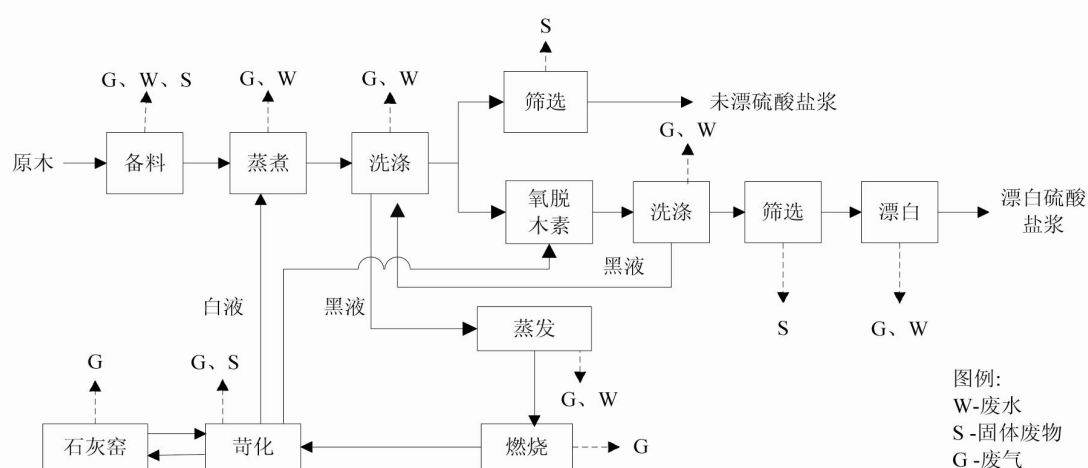 S
G、W、S
G、W
G、W
筛选
未漂硫酸盐浆
G、W
原木
备料
蒸煮
洗涤
氧脱
木素
洗涤
筛选
漂白
漂白硫酸
盐浆
黑液
白液
黑液
蒸发
S
G、W
G
G、S
G、W
图例:
W-废水
S-固体废物
G-废气
石灰窑
苛化
燃烧
G